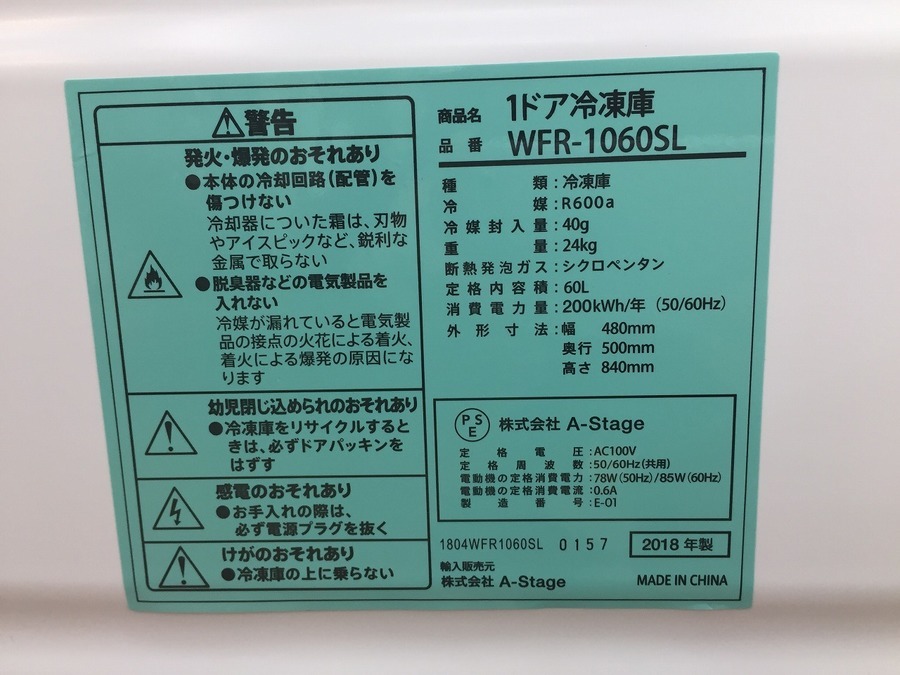 警告
発火・爆発のおそれあり
●本体の冷却回路(配管)を
傷つけない
冷却器についた霜は、刃物
やアイスピックなど、鋭利な
金属で取らない
●脱臭器などの電気製品を
入れない
冷媒が漏れていると電気製
品の接点の火花による着火、
着火による爆発の原因にな
ります
幼児閉じ込められのおそれあり
●冷凍庫をリサイクルすると
きは、必ずドアパッキンを
はずす
感電のおそれあり
●お手入れの際は、
必ず電源プラグを抜く
けがのおそれあり
●冷凍庫の上に乗らない
商品名 1ドア冷凍庫
品番 WFR-1060SL
種類:冷凍庫
冷媒:R600a
冷媒封入量:40g
重量:24kg
断熱発泡ガス:シクロペンタン
定格内容積:60L
消費電力量:200kWh/年 (50/60Hz)
外形寸法:幅 480mm
奥行 500mm
高さ 840mm
PSE 株式会社 A-Stage
定格電圧:AC100V
定格周波数:50/60Hz(共用)
電動機の定格消費電力:78W(50Hz)/85W(60Hz)
電動機の定格消費電流:0.6A
製造番号:E-01
1804WFR1060SL 0157 2018年製
輸入販売元
株式会社 A-Stage MADE IN CHINA